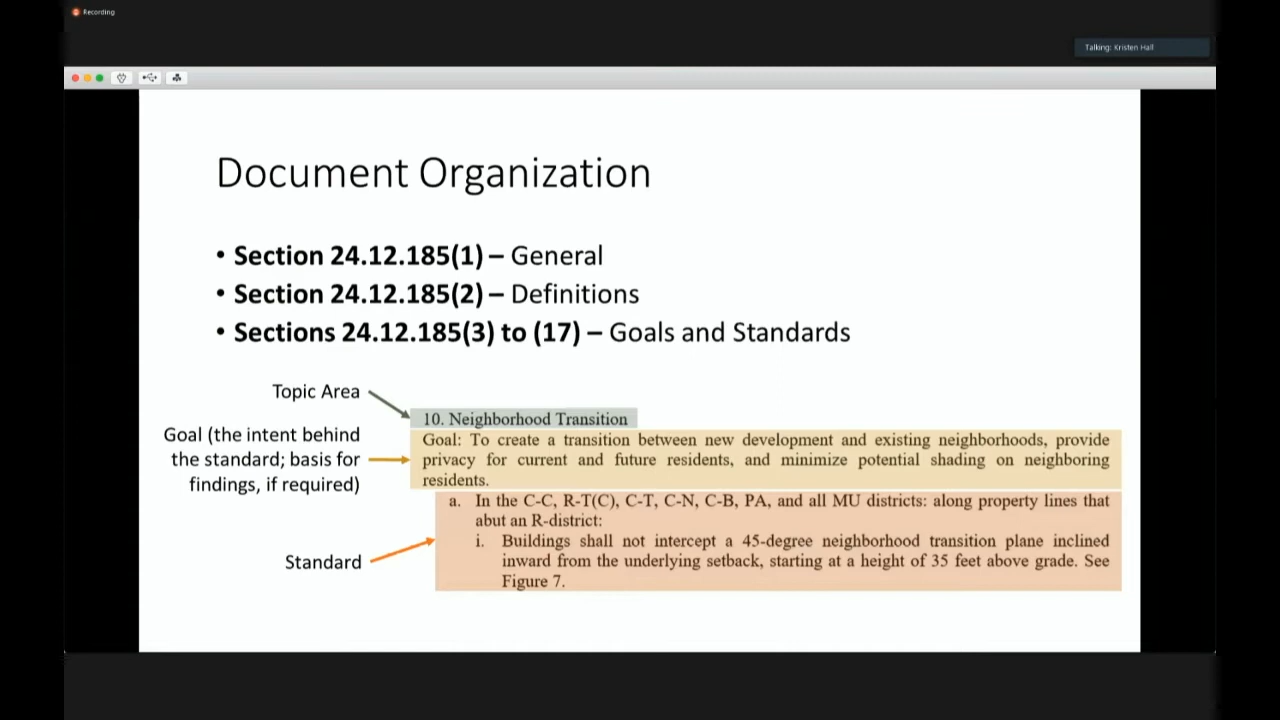 Recording
Talking: Kristen Hall
Document Organization
• Section 24.12.185(1) – General
• Section 24.12.185(2) – Definitions
• Sections 24.12.185(3) to (17) – Goals and Standards
Topic Area
10. Neighborhood Transition
Goal (the intent behind
the standard; basis for
findings, if required)
Goal: To create a transition between new development and existing neighborhoods, provide
privacy for current and future residents, and minimize potential shading on neighboring
residents.
Standard
a. In the C-C, R-T(C), C-T, C-N, C-B, PA, and all MU districts: along property lines that
abut an R-district:
i. Buildings shall not intercept a 45-degree neighborhood transition plane inclined
inward from the underlying setback, starting at a height of 35 feet above grade. See
Figure 7.